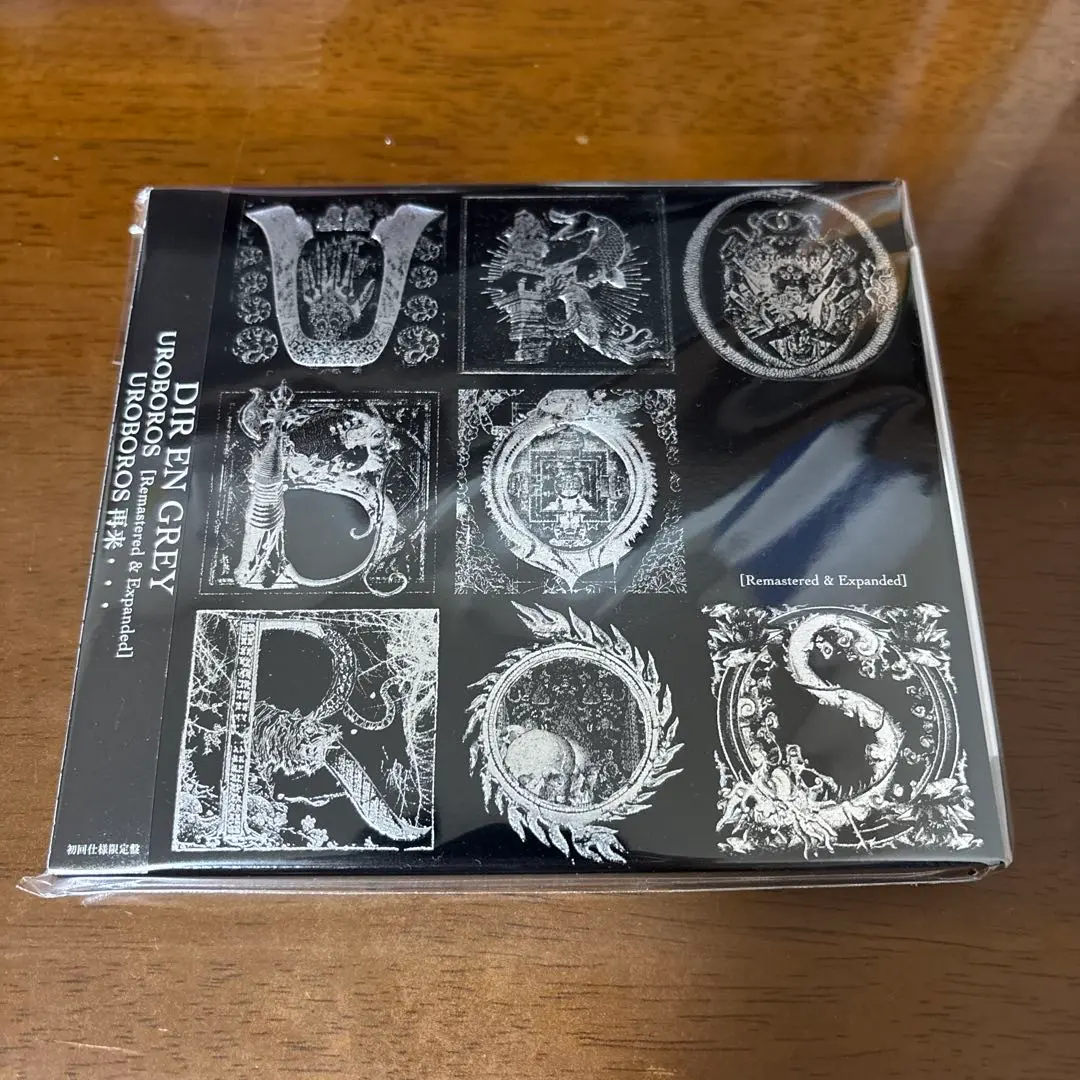 DIR EN GREY
UROBOROS [Remastered & Expanded]
UROBOROS 再来・・・
初回仕様限定盤
U R O
B O
[Remastered & Expanded]
R O S